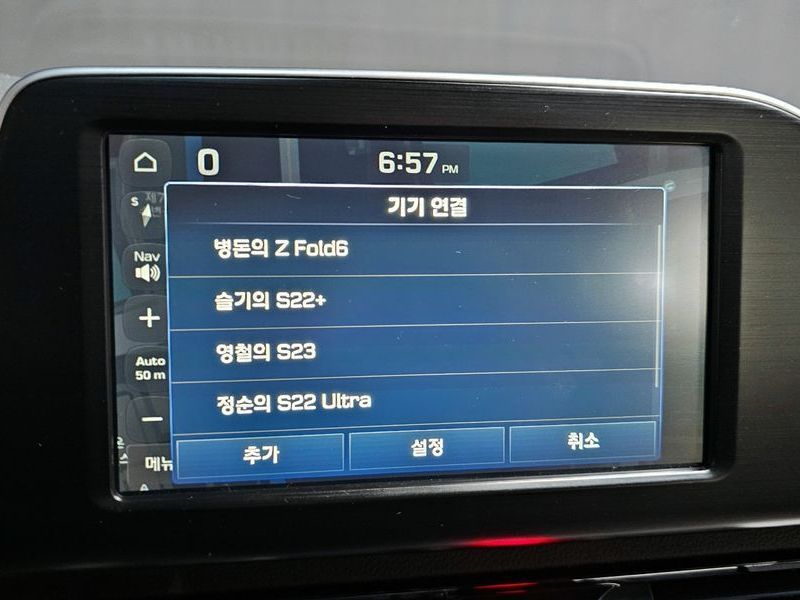 0
6:57 PM
기기 연결
S
Nav
병돈의 Z Fold6
슬기의 S22+
영철의 S23
Auto
50 m
정순의 S22 Ultra
추가
설정
취소
메뉴